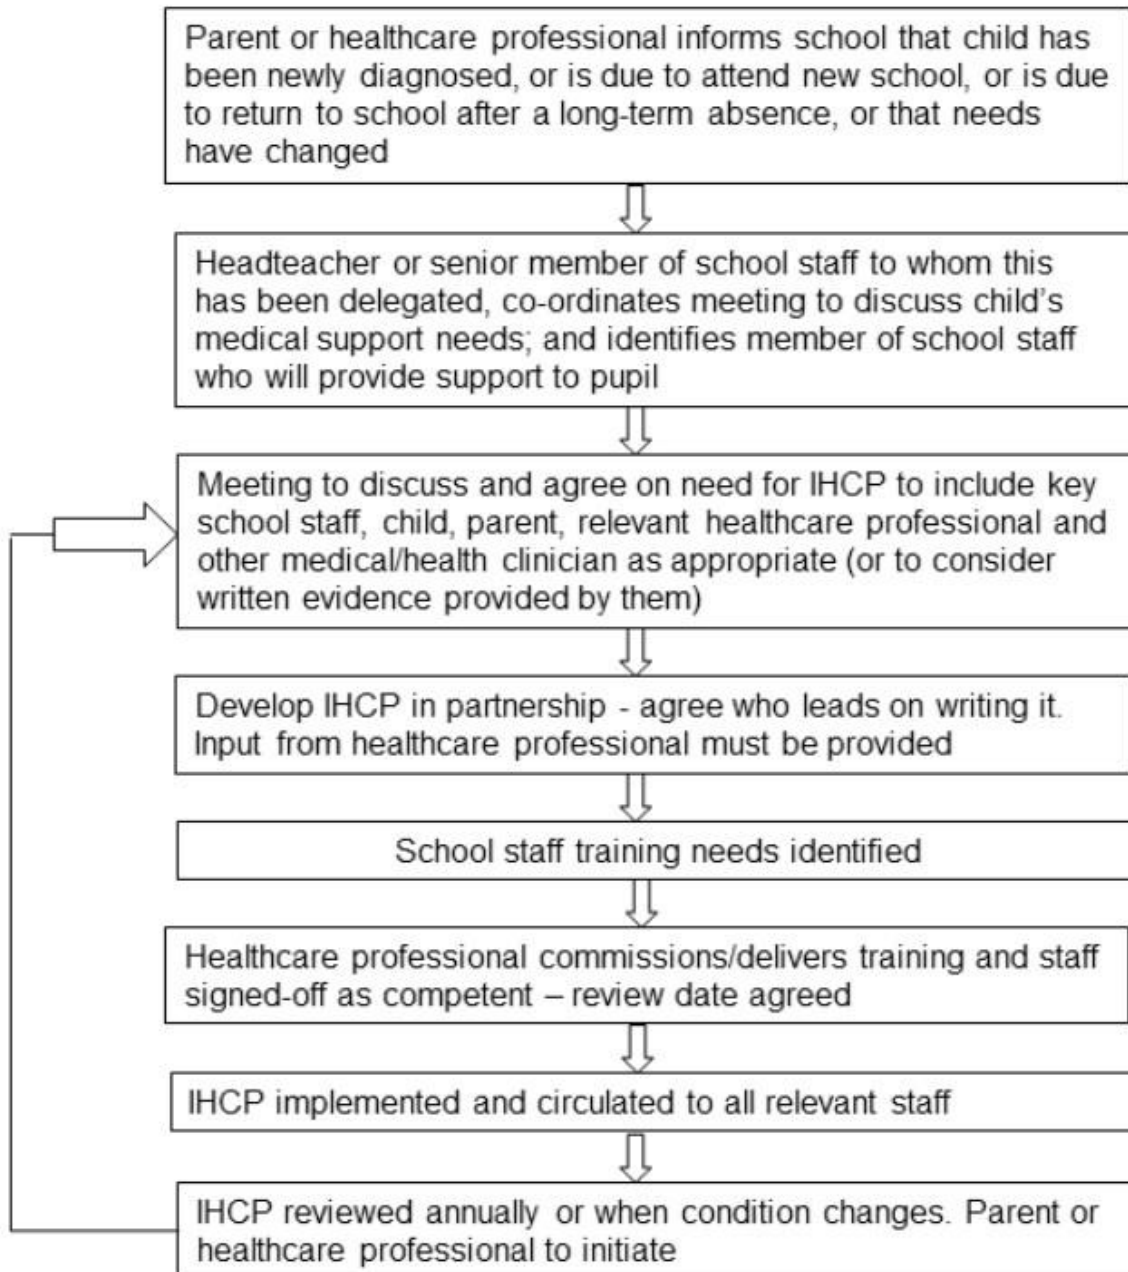 Parent or healthcare professional informs school that child has
been newly diagnosed, or is due to attend new school, or is due
to return to school after a long-term absence, or that needs
have changed
Headteacher or senior member of school staff to whom this
has been delegated, co-ordinates meeting to discuss child's
medical support needs; and identifies member of school staff
who will provide support to pupil
Meeting to discuss and agree on need for IHCP to include key
school staff, child, parent, relevant healthcare professional and
other medical/health clinician as appropriate (or to consider
written evidence provided by them)
Develop IHCP in partnership - agree who leads on writing it.
Input from healthcare professional must be provided
School staff training needs identified
Healthcare professional commissions/delivers training and staff
signed-off as competent – review date agreed
IHCP implemented and circulated to all relevant staff
IHCP reviewed annually or when condition changes. Parent or
healthcare professional to initiate